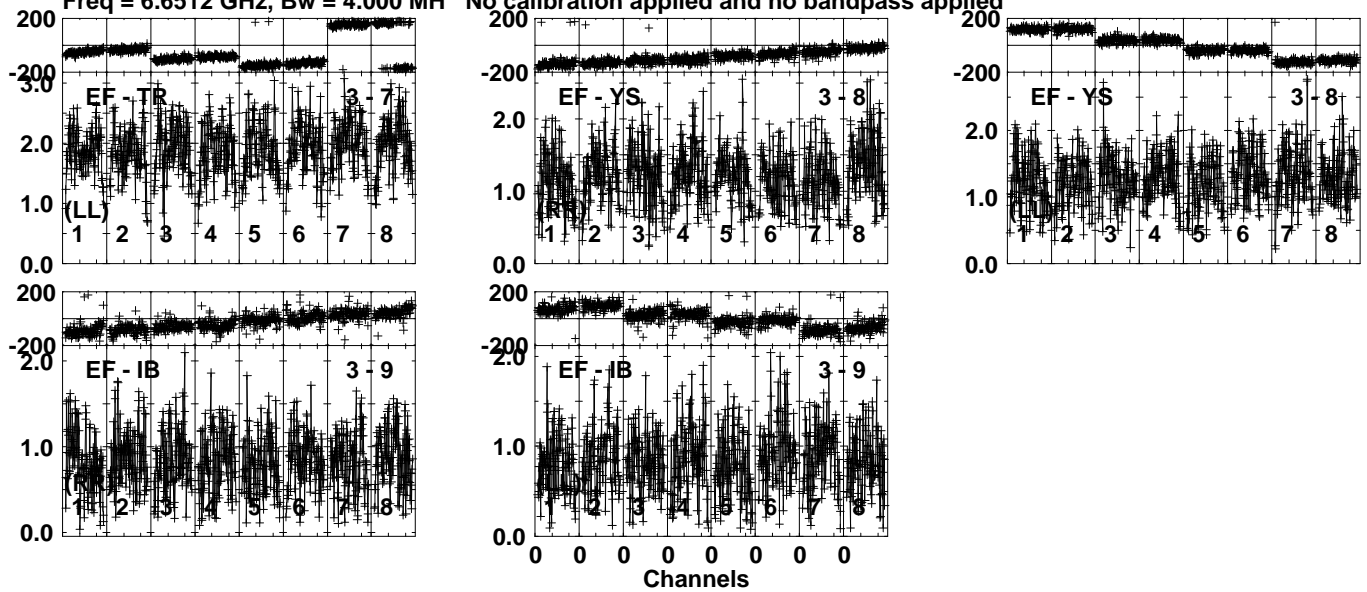 Freq = 6.6512 GHz, Bw = 4.000 MH No calibration applied and no bandpass applied
200
-200
3.0
2.0
1.0
0.0
EF - TR 3 - 7
(LL)
1 2 3 4 5 6 7 8
200
-200
2.0
1.0
0.0
EF - YS 3 - 8
(RR)
1 2 3 4 5 6 7 8
200
-200
2.0
1.0
0.0
EF - YS 3 - 8
(LL)
1 2 3 4 5 6 7 8
200
-200
2.0
1.0
0.0
EF - IB 3 - 9
(RR)
1 2 3 4 5 6 7 8
200
-200
2.0
1.0
0.0
EF - IB 3 - 9
1 2 3 4 5 6 7 8
0 0 0 0 0 0 0 0
Channels